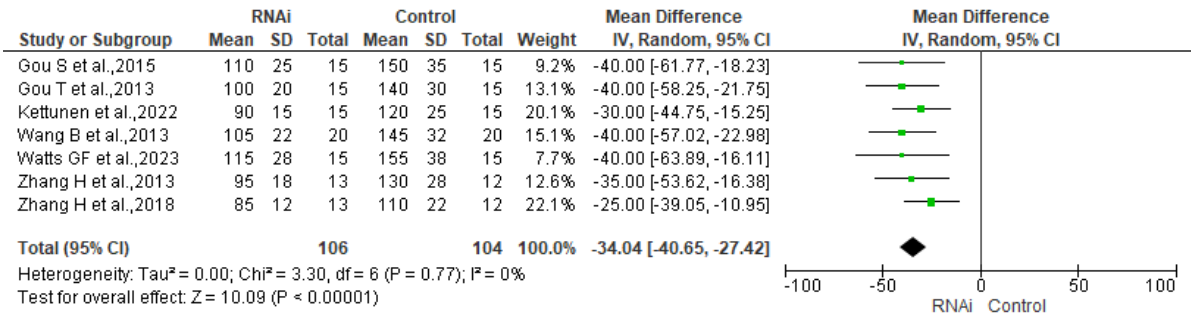 RNAi Control Mean Difference Mean Difference
Study or Subgroup Mean SD Total Mean SD Total Weight IV, Random, 95% CI IV, Random, 95% CI
Gou S et al.,2015 110 25 15 150 35 15 9.2% -40.00 [-61.77, -18.23]
Gou T et al.,2013 100 20 15 140 30 15 13.1% -40.00 [-58.25, -21.75]
Kettunen et al.,2022 90 15 15 120 25 15 20.1% -30.00 [-44.75, -15.25]
Wang B et al.,2013 105 22 20 145 32 20 15.1% -40.00 [-57.02, -22.98]
Watts GF et al.,2023 115 28 15 155 38 15 7.7% -40.00 [-63.89, -16.11]
Zhang H et al.,2013 95 18 13 130 28 12 12.6% -35.00 [-53.62, -16.38]
Zhang H et al.,2018 85 12 13 110 22 12 22.1% -25.00 [-39.05, -10.95]
Total (95% CI) 106 104 100.0% -34.04 [-40.65, -27.42]
Heterogeneity: Tau² = 0.00; Chi² = 3.30, df = 6 (P = 0.77); I² = 0%
Test for overall effect: Z = 10.09 (P < 0.00001)
-100 -50 0 50 100
RNAi Control